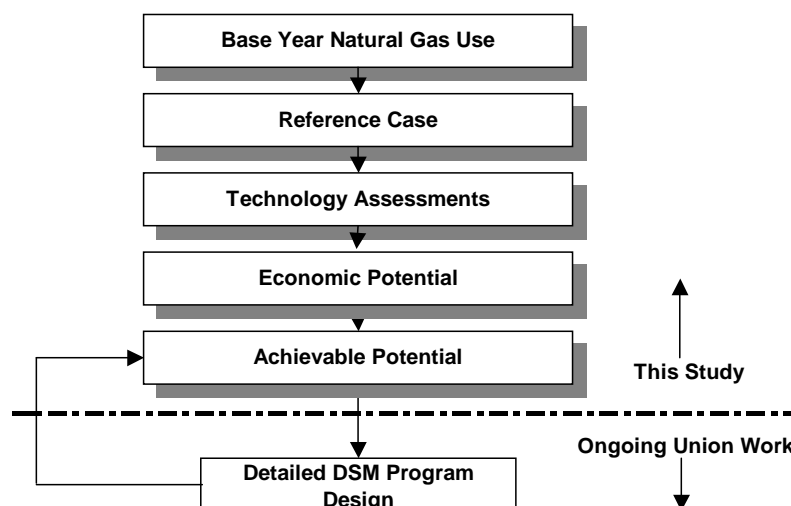 Base Year Natural Gas Use
Reference Case
Technology Assessments
Economic Potential
Achievable Potential
This Study
Ongoing Union Work
Detailed DSM Program
Design